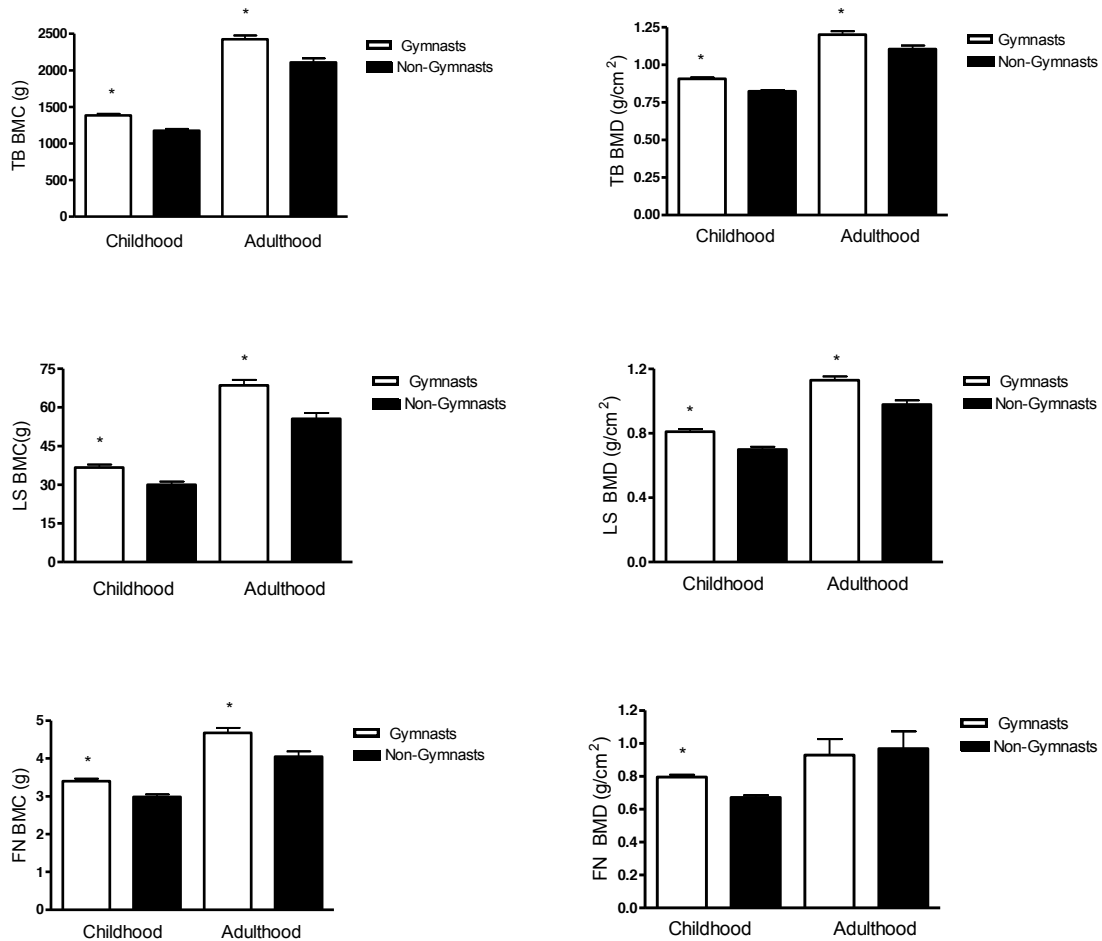 *
*
2500
2000
1500
1000
500
0
TB BMC (g)
Childhood
Adulthood
Gymnasts
Non-Gymnasts
*
*
1.25
1.00
0.75
0.50
0.25
0.00
TB BMD (g/cm²)
Childhood
Adulthood
Gymnasts
Non-Gymnasts
*
*
75
60
45
30
15
0
LS BMC(g)
Childhood
Adulthood
Gymnasts
Non-Gymnasts
*
*
1.2
0.8
0.4
0.0
LS BMD (g/cm²)
Childhood
Adulthood
Gymnasts
Non-Gymnasts
*
*
5
4
3
2
1
0
FN BMC (g)
Childhood
Adulthood
Gymnasts
Non-Gymnasts
*
1.2
1.0
0.8
0.6
0.4
0.2
0.0
FN BMD (g/cm²)
Childhood
Adulthood
Gymnasts
Non-Gymnasts